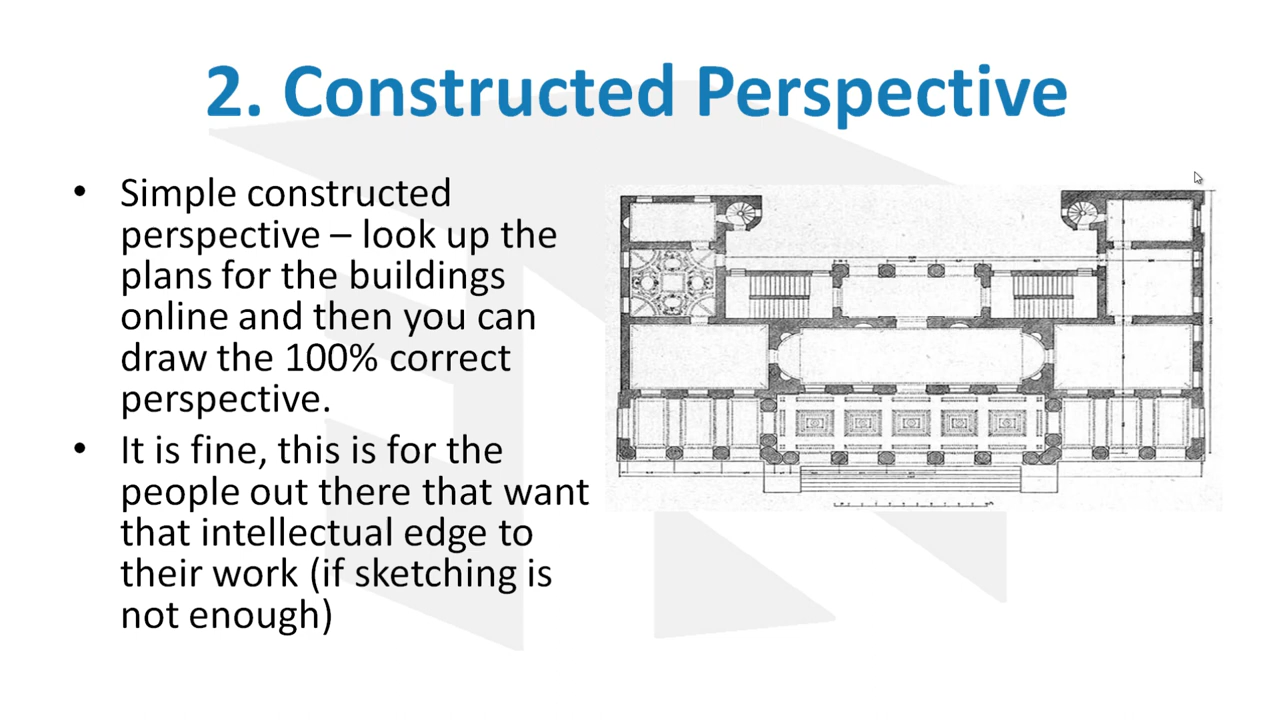 2. Constructed Perspective
• Simple constructed
perspective – look up the
plans for the buildings
online and then you can
draw the 100% correct
perspective.
• It is fine, this is for the
people out there that want
that intellectual edge to
their work (if sketching is
not enough)